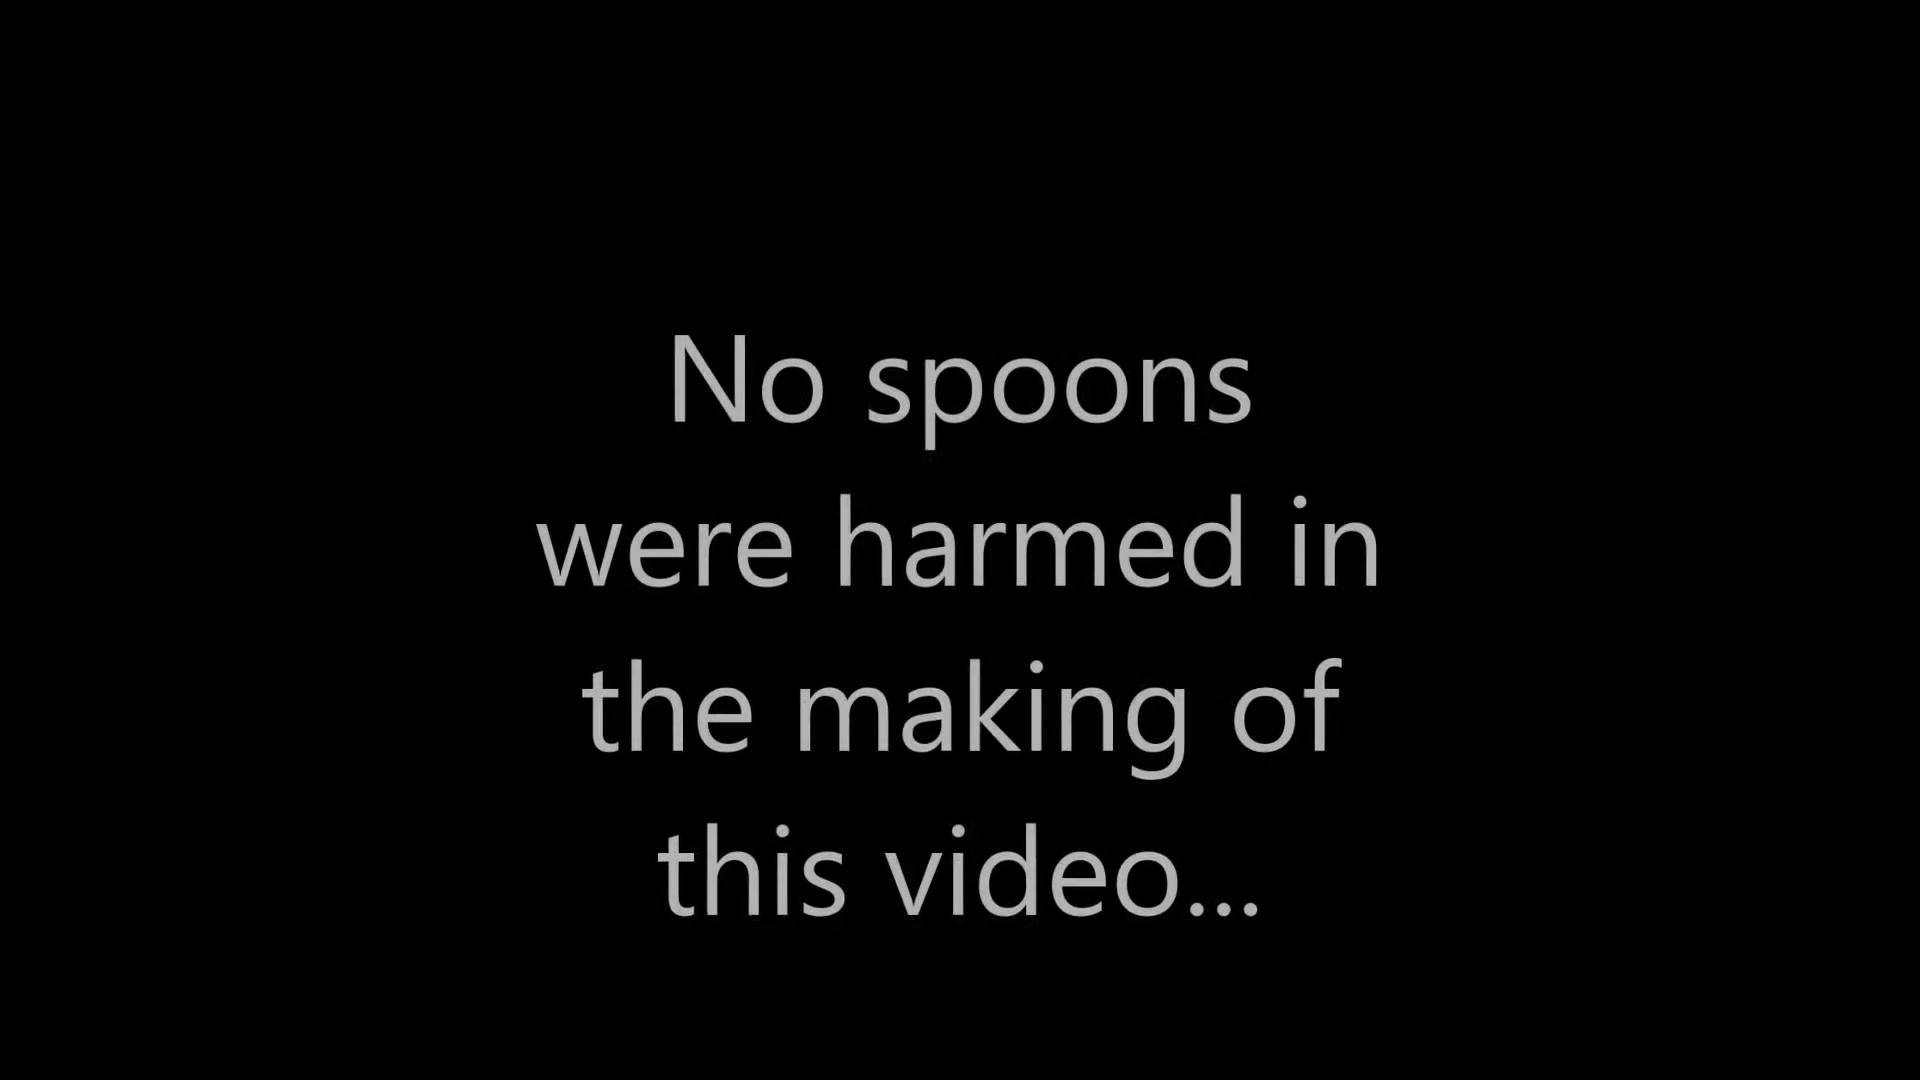 No spoons
were harmed in
the making of
this video...